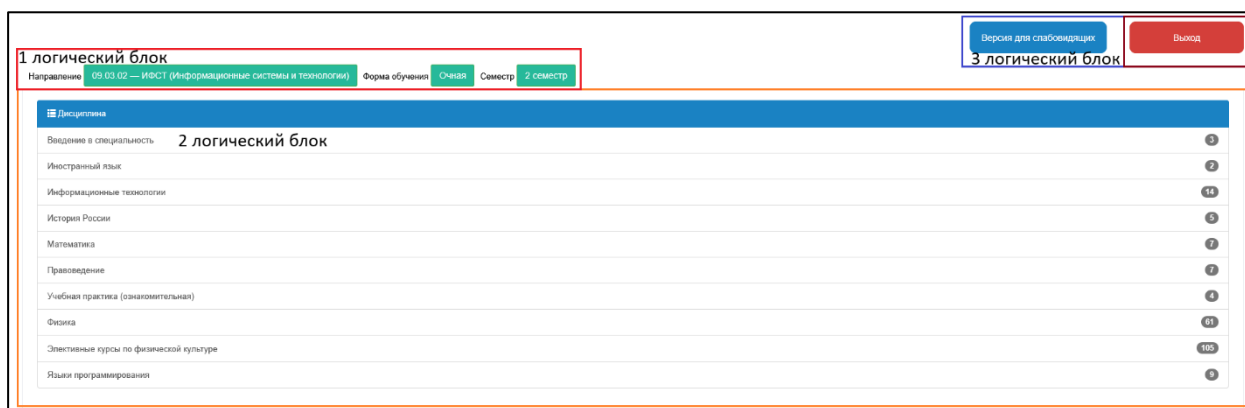 Версия для слабовидящих Выход
1 логический блок 3 логический блок
Направление 09.03.02 — ИФСТ (Информационные системы и технологии) Форма обучения Очная Семестр 2 семестр
Дисциплина
Введение в специальность 2 логический блок 3
Иностранный язык 2
Информационные технологии 14
История России 5
Математика 7
Правоведение 7
Учебная практика (ознакомительная) 4
Физика 61
Элективные курсы по физической культуре 105
Языки программирования 9